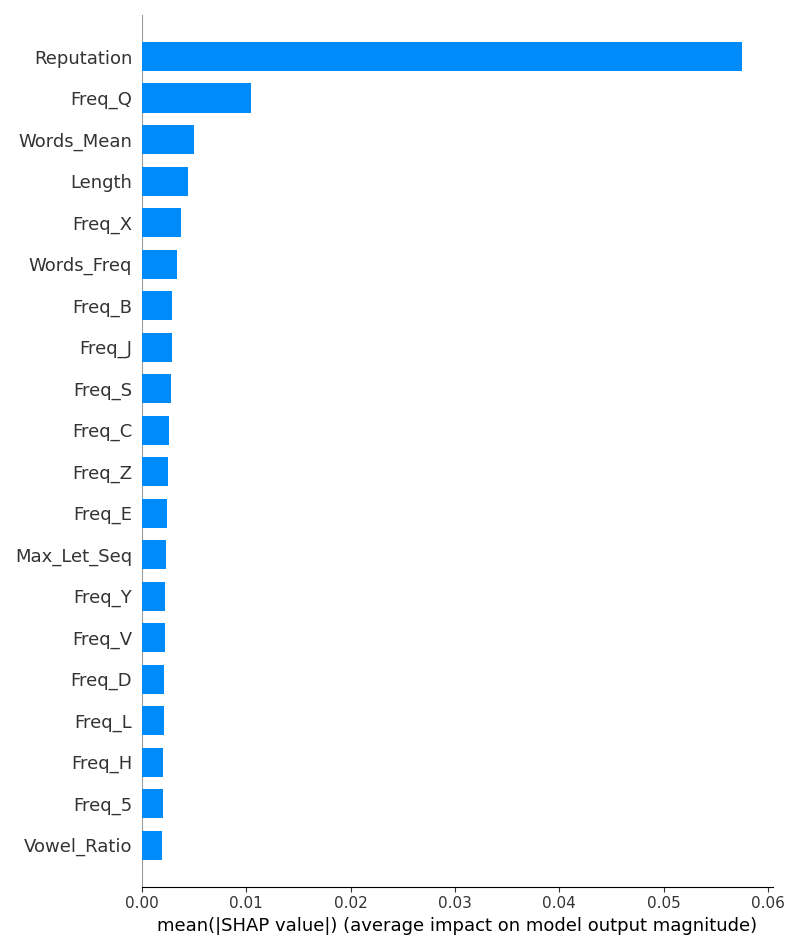 Reputation
Freq_Q
Words_Mean
Length
Freq_X
Words_Freq
Freq_B
Freq_J
Freq_S
Freq_C
Freq_Z
Freq_E
Max_Let_Seq
Freq_Y
Freq_V
Freq_D
Freq_L
Freq_H
Freq_5
Vowel_Ratio
0.00 0.01 0.02 0.03 0.04 0.05 0.06
mean(|SHAP value|) (average impact on model output magnitude)